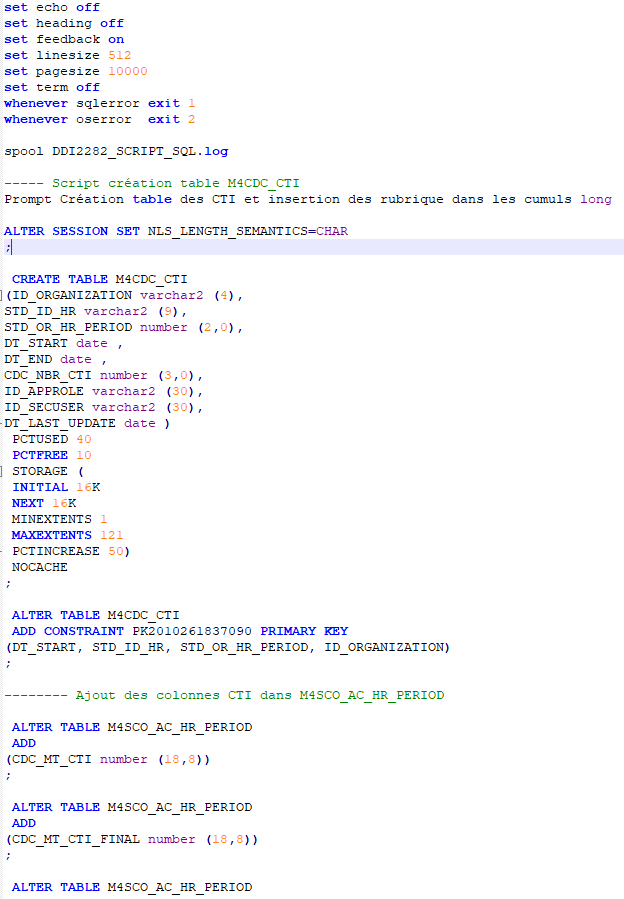 set echo off
set heading off
set feedback on
set linesize 512
set pagesize 10000
set term off
whenever sqlerror exit 1
whenever oserror  exit 2
spool DDI2282_SCRIPT_SQL.log
----- Script création table M4CDC_CTI
Prompt Création table des CTI et insertion des rubrique dans les cumuls long
ALTER SESSION SET NLS_LENGTH_SEMANTICS=CHAR
;
CREATE TABLE M4CDC_CTI
(ID_ORGANIZATION varchar2 (4),
STD_ID_HR varchar2 (9),
STD_OR_HR_PERIOD number (2,0),
DT_START date ,
DT_END date ,
CDC_NBR_CTI number (3,0),
ID_APPROLE varchar2 (30),
ID_SECUSER varchar2 (30),
DT_LAST_UPDATE date )
PCTUSED 40
PCTFREE 10
STORAGE (
INITIAL 16K
NEXT 16K
MINEXTENTS 1
MAXEXTENTS 121
PCTINCREASE 50)
NOCACHE
;
ALTER TABLE M4CDC_CTI
ADD CONSTRAINT PK2010261837090 PRIMARY KEY
(DT_START, STD_ID_HR, STD_OR_HR_PERIOD, ID_ORGANIZATION)
;
-------- Ajout des colonnes CTI dans M4SCO_AC_HR_PERIOD
ALTER TABLE M4SCO_AC_HR_PERIOD
ADD
(CDC_MT_CTI number (18,8))
;
ALTER TABLE M4SCO_AC_HR_PERIOD
ADD
(CDC_MT_CTI_FINAL number (18,8))
;
ALTER TABLE M4SCO_AC_HR_PERIOD